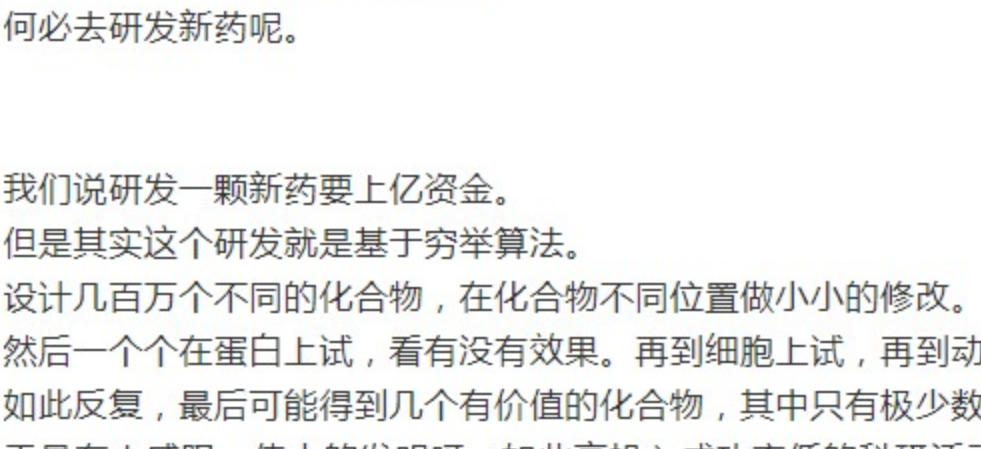 何必去研发新药呢。
我们说研发一颗新药要上亿资金。
但是其实这个研发就是基于穷举算法。
设计几百万个不同的化合物，在化合物不同位置做小小的修改。
然后一个个在蛋白上试，看有没有效果。再到细胞上试，再到动
如此反复，最后可能得到几个有价值的化合物，其中只有极少数